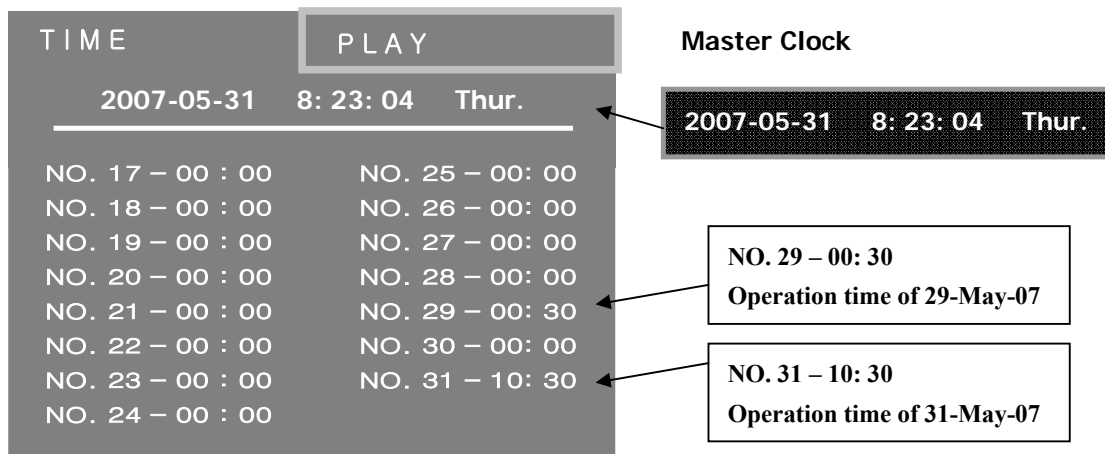 TIME PLAY
2007-05-31 8: 23: 04 Thur.
NO. 17 – 00 : 00 NO. 25 – 00: 00
NO. 18 – 00 : 00 NO. 26 – 00: 00
NO. 19 – 00 : 00 NO. 27 – 00: 00
NO. 20 – 00 : 00 NO. 28 – 00: 00
NO. 21 – 00 : 00 NO. 29 – 00: 30
NO. 22 – 00 : 00 NO. 30 – 00: 00
NO. 23 – 00 : 00 NO. 31 – 10: 30
NO. 24 – 00 : 00
Master Clock
2007-05-31 8: 23: 04 Thur.
NO. 29 – 00: 30
Operation time of 29-May-07
NO. 31 – 10: 30
Operation time of 31-May-07